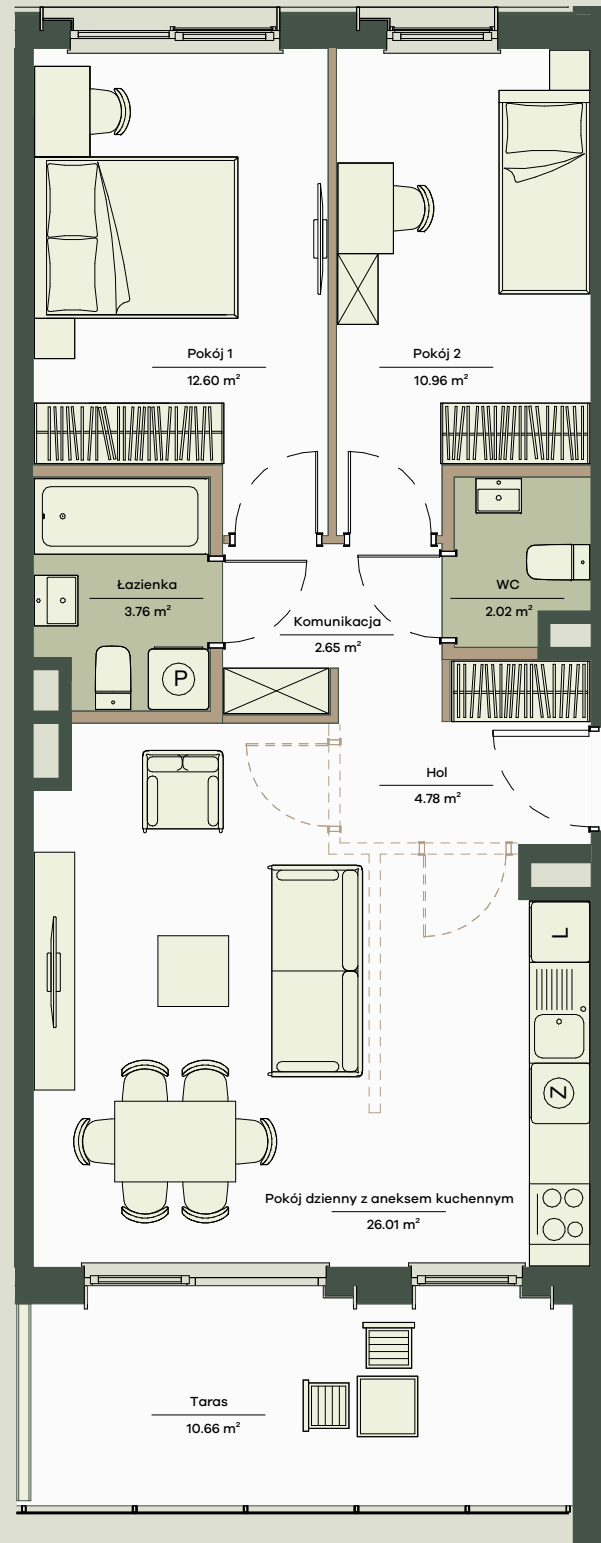 Pokój 1
12.60 m²
Pokój 2
10.96 m²
Łazienka
3.76 m²
WC
2.02 m²
Komunikacja
2.65 m²
P
Hol
4.78 m²
L
Z
Pokój dzienny z aneksem kuchennym
26.01 m²
Taras
10.66 m²